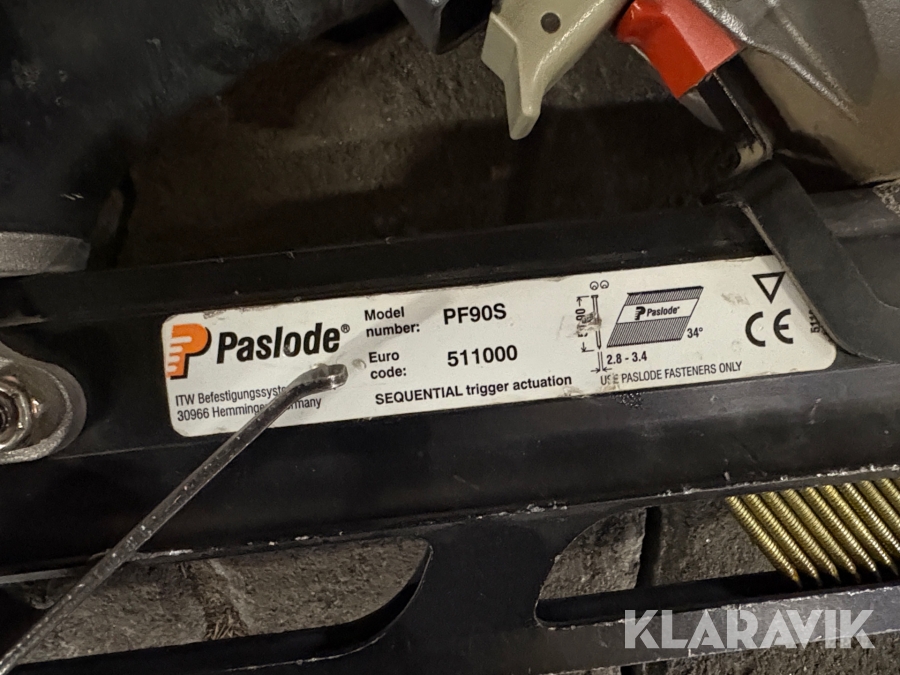 Paslode®
Model
number: PF90S
Euro
code: 511000
SEQUENTIAL trigger actuation
ITW
30966
Paslode®
34°
2.8 - 3.4
USE PASLODE FASTENERS ONLY
CE
KLARAVIK